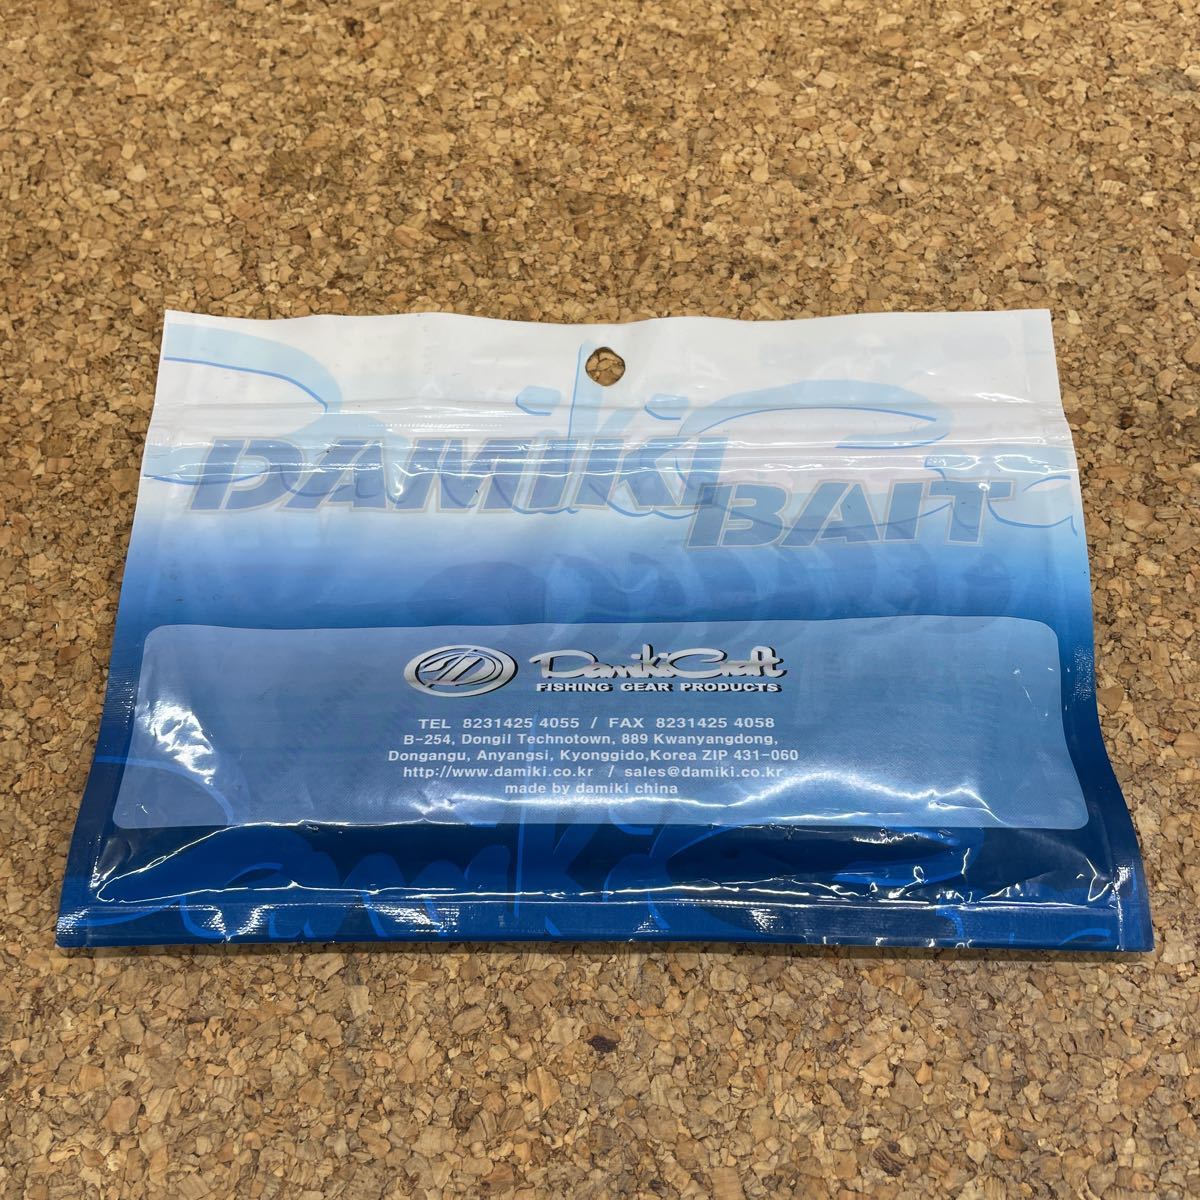 DAMIKI
BAIT
DamikiCraft
FISHING GEAR PRODUCTS
TEL 8231425 4055 / FAX 8231425 4058
B-254, Dongil Technotown, 889 Kwanyangdong,
Dongangu, Anyangsi, Kyonggido,Korea ZIP 431-060
http://www.damiki.co.kr / sales@damiki.co.kr
made by damiki china